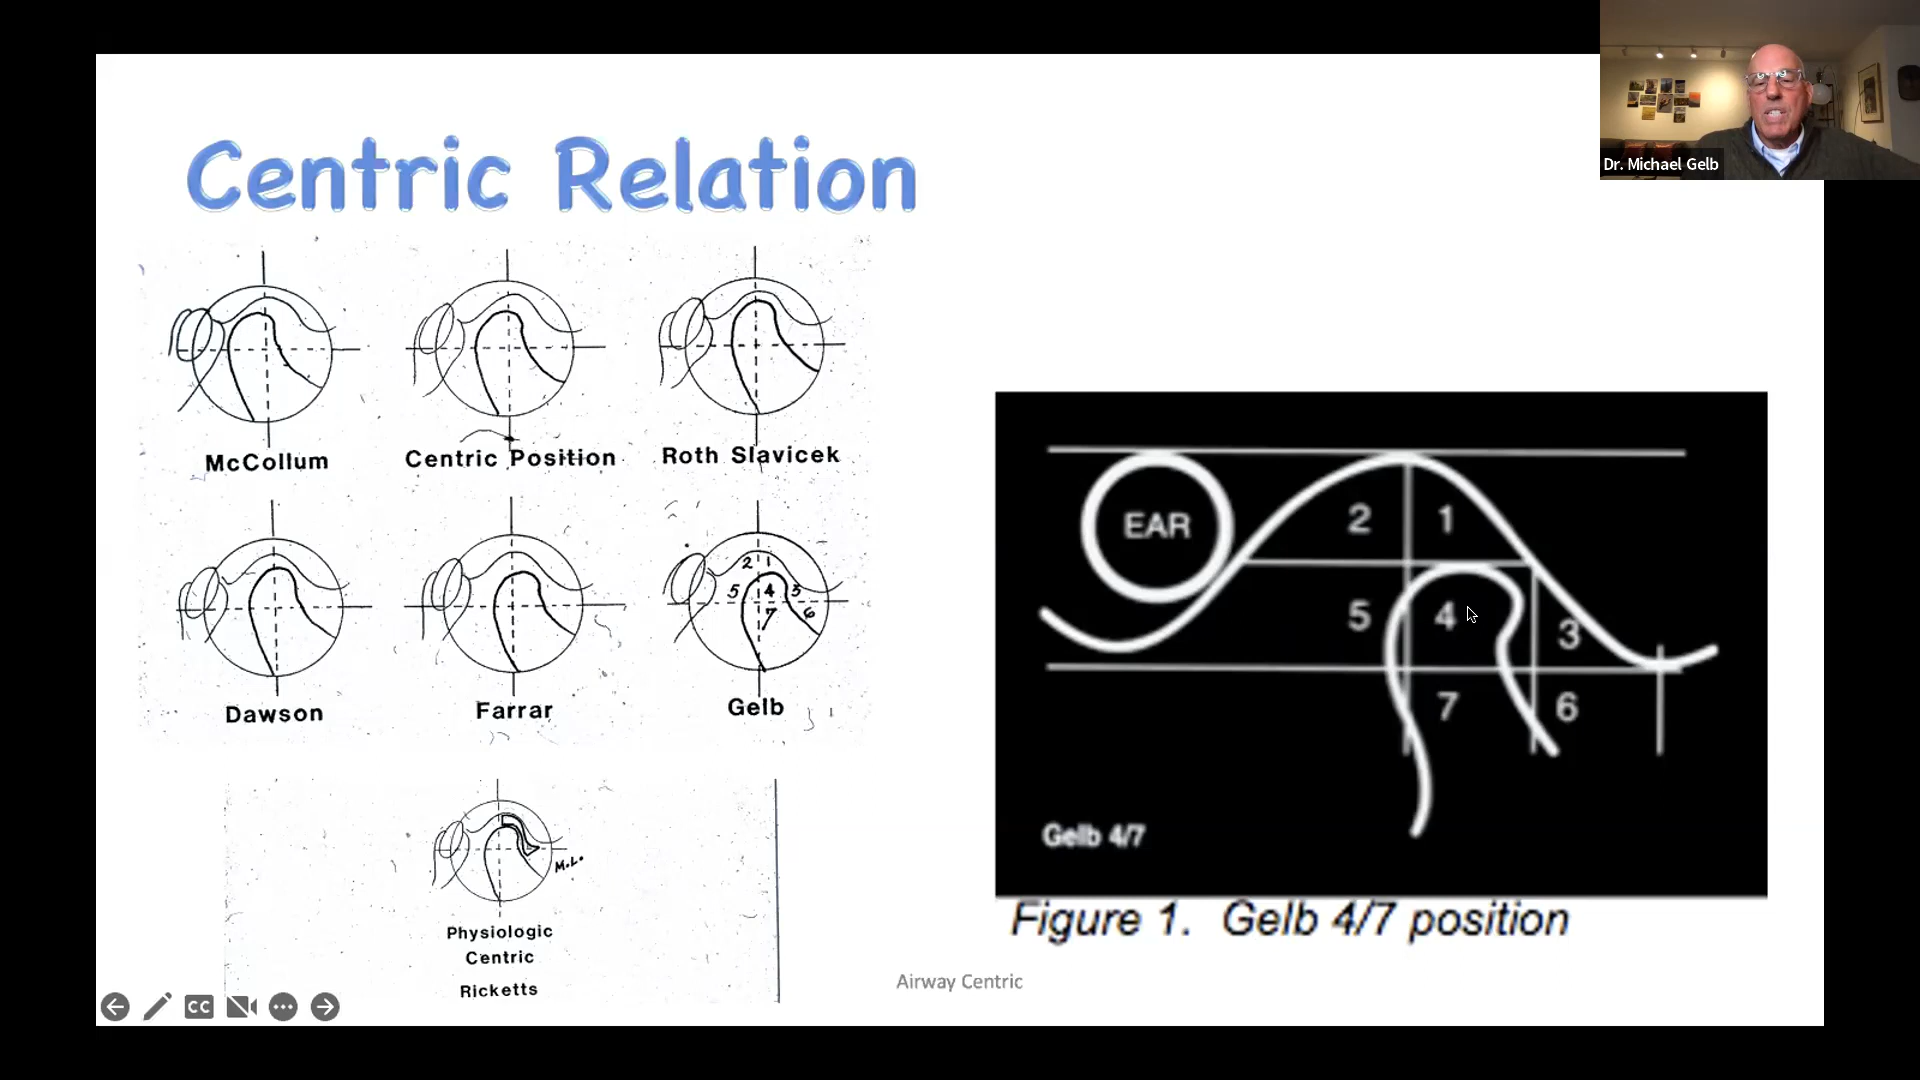 Centric Relation
McCollum
Centric Position
Roth Slavicek
Dawson
Farrar
2
5
4
3
7
6
Gelb
M.L.
Physiologic
Centric
Ricketts
EAR
2
1
5
4
3
7
6
Gelb 4/7
Figure 1. Gelb 4/7 position
Airway Centric
CC
Dr. Michael Gelb